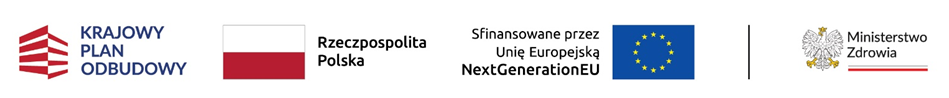 KRAJOWY
PLAN
ODBUDOWY
Rzeczpospolita
Polska
Sfinansowane przez
Unię Europejską
NextGenerationEU
Ministerstwo
Zdrowia